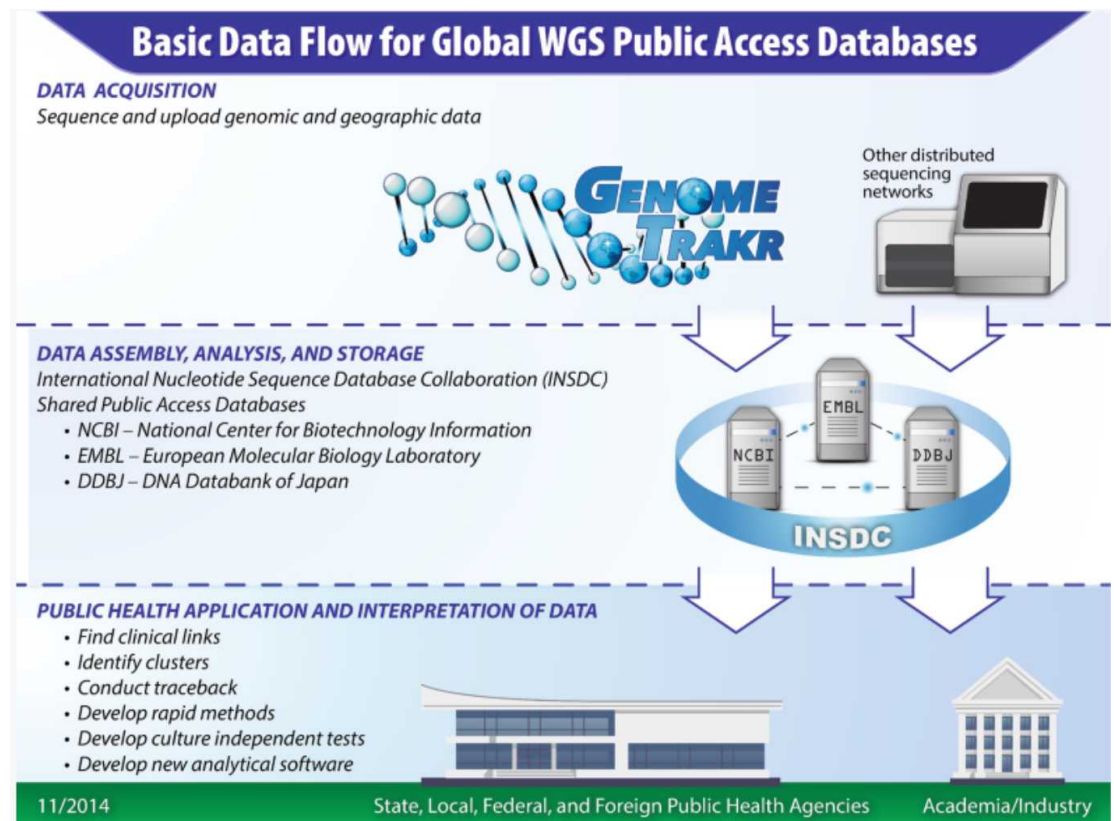 Basic Data Flow for Global WGS Public Access Databases
DATA ACQUISITION
Sequence and upload genomic and geographic data
GENOME
TRAKR
Other distributed
sequencing
networks
DATA ASSEMBLY, ANALYSIS, AND STORAGE
International Nucleotide Sequence Database Collaboration (INSDC)
Shared Public Access Databases
• NCBI – National Center for Biotechnology Information
• EMBL – European Molecular Biology Laboratory
• DDBJ – DNA Databank of Japan
EMBL
NCBI
DDBJ
INSDC
PUBLIC HEALTH APPLICATION AND INTERPRETATION OF DATA
• Find clinical links
• Identify clusters
• Conduct traceback
• Develop rapid methods
• Develop culture independent tests
• Develop new analytical software
11/2014
State, Local, Federal, and Foreign Public Health Agencies
Academia/Industry